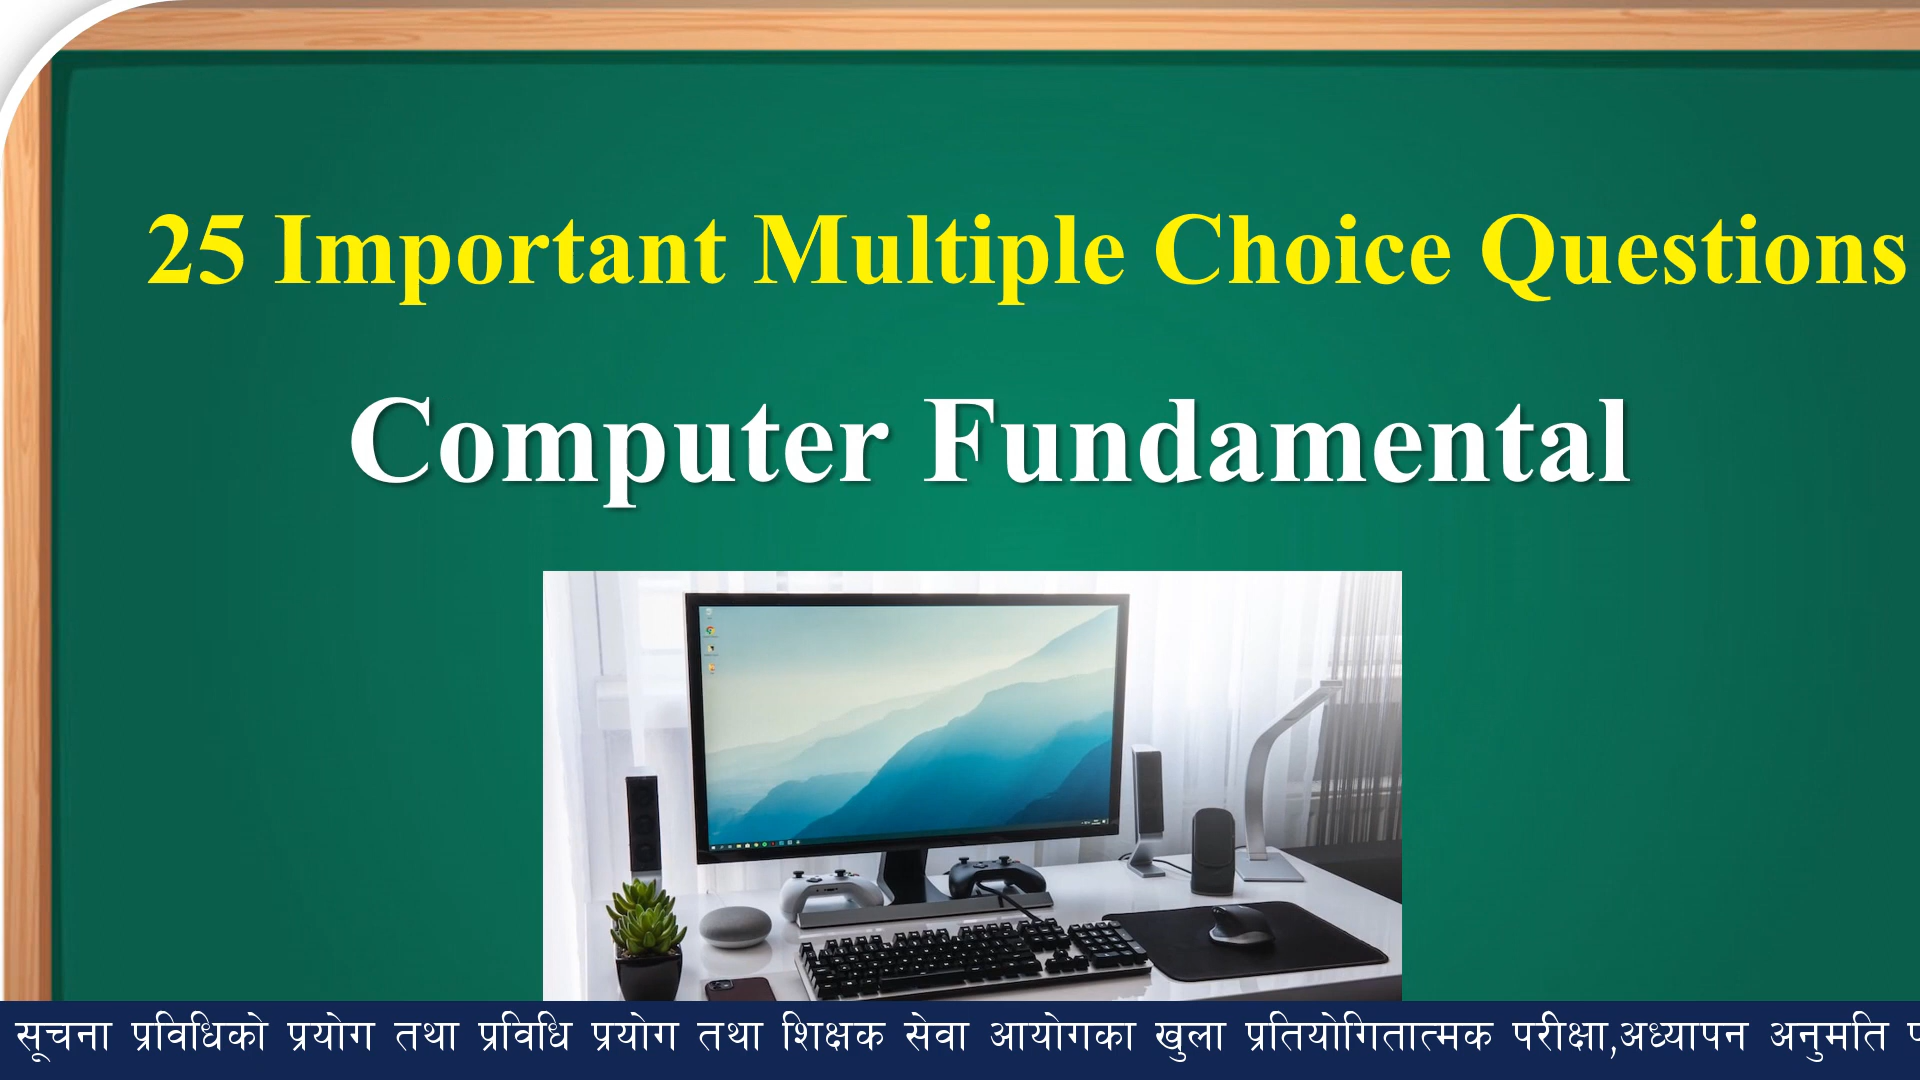 25 Important Multiple Choice Questions
Computer Fundamental
सूचना प्रविधिको प्रयोग तथा प्रविधि प्रयोग तथा शिक्षक सेवा आयोगका खुला प्रतियोगितात्मक परीक्षा,अध्यापन अनुमति